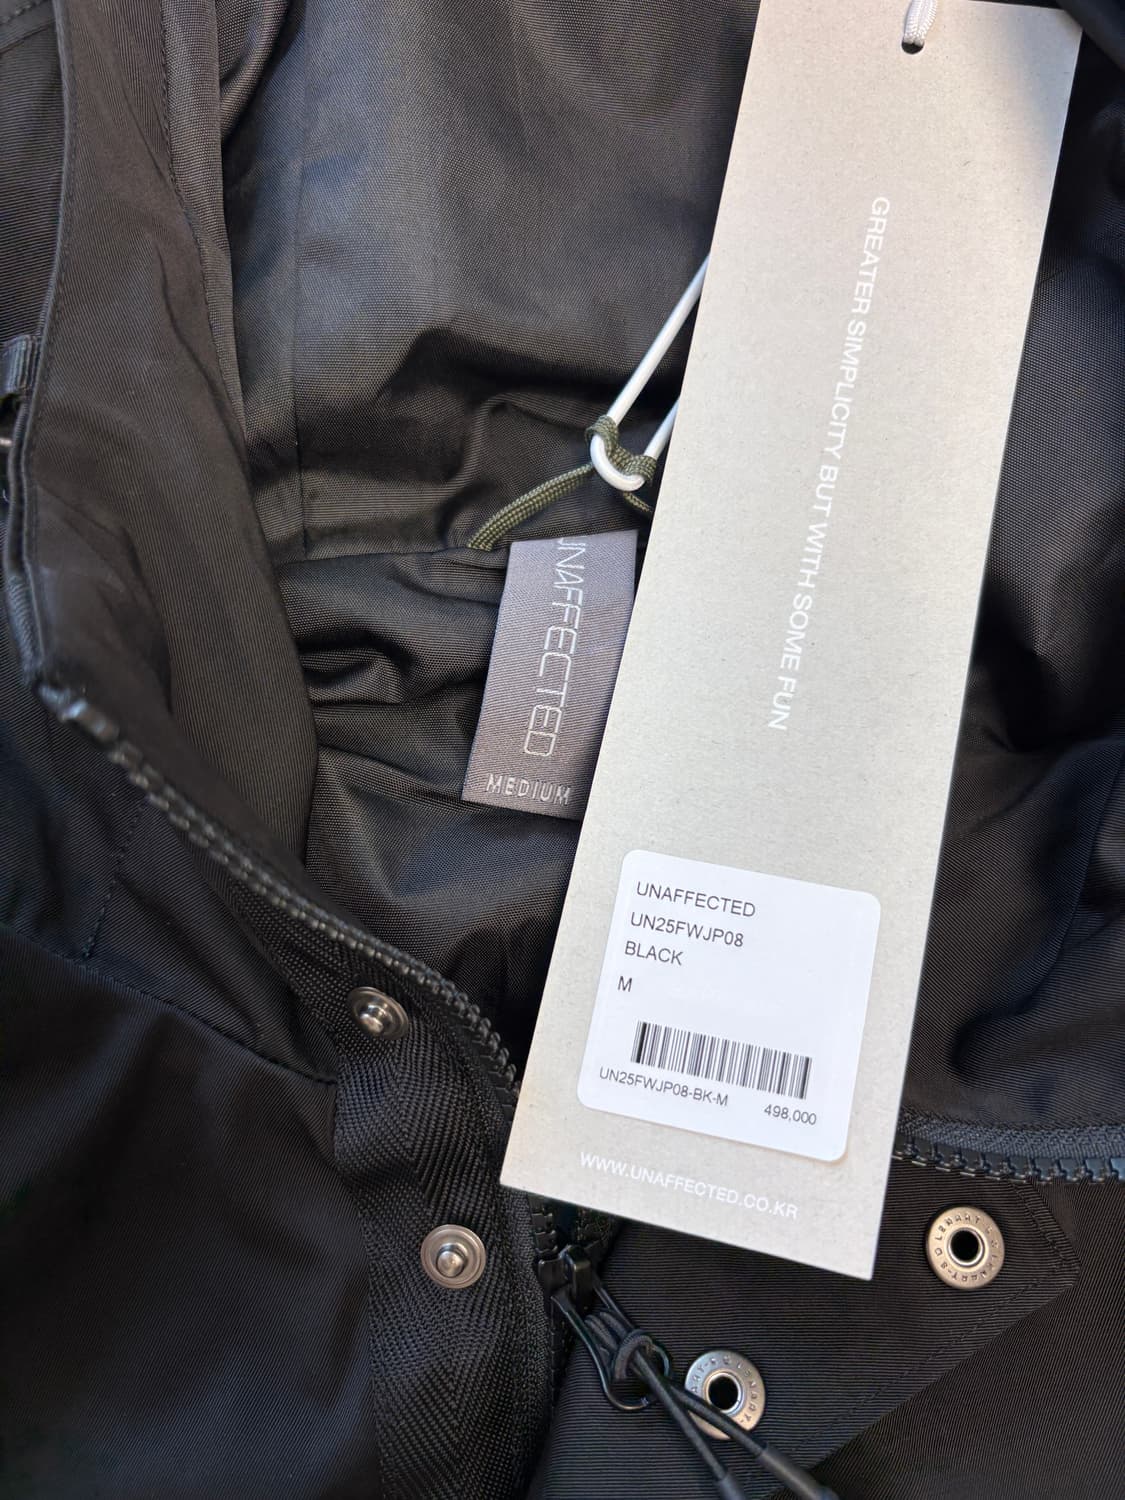 GREATER SIMPLICITY BUT WITH SOME FUN
UNAFFECTED
MEDIUM
UNAFFECTED
UN25FWJP08
BLACK
M
UN25FWJP08-BK-M 498,000
WWW.UNAFFECTED.CO.KR